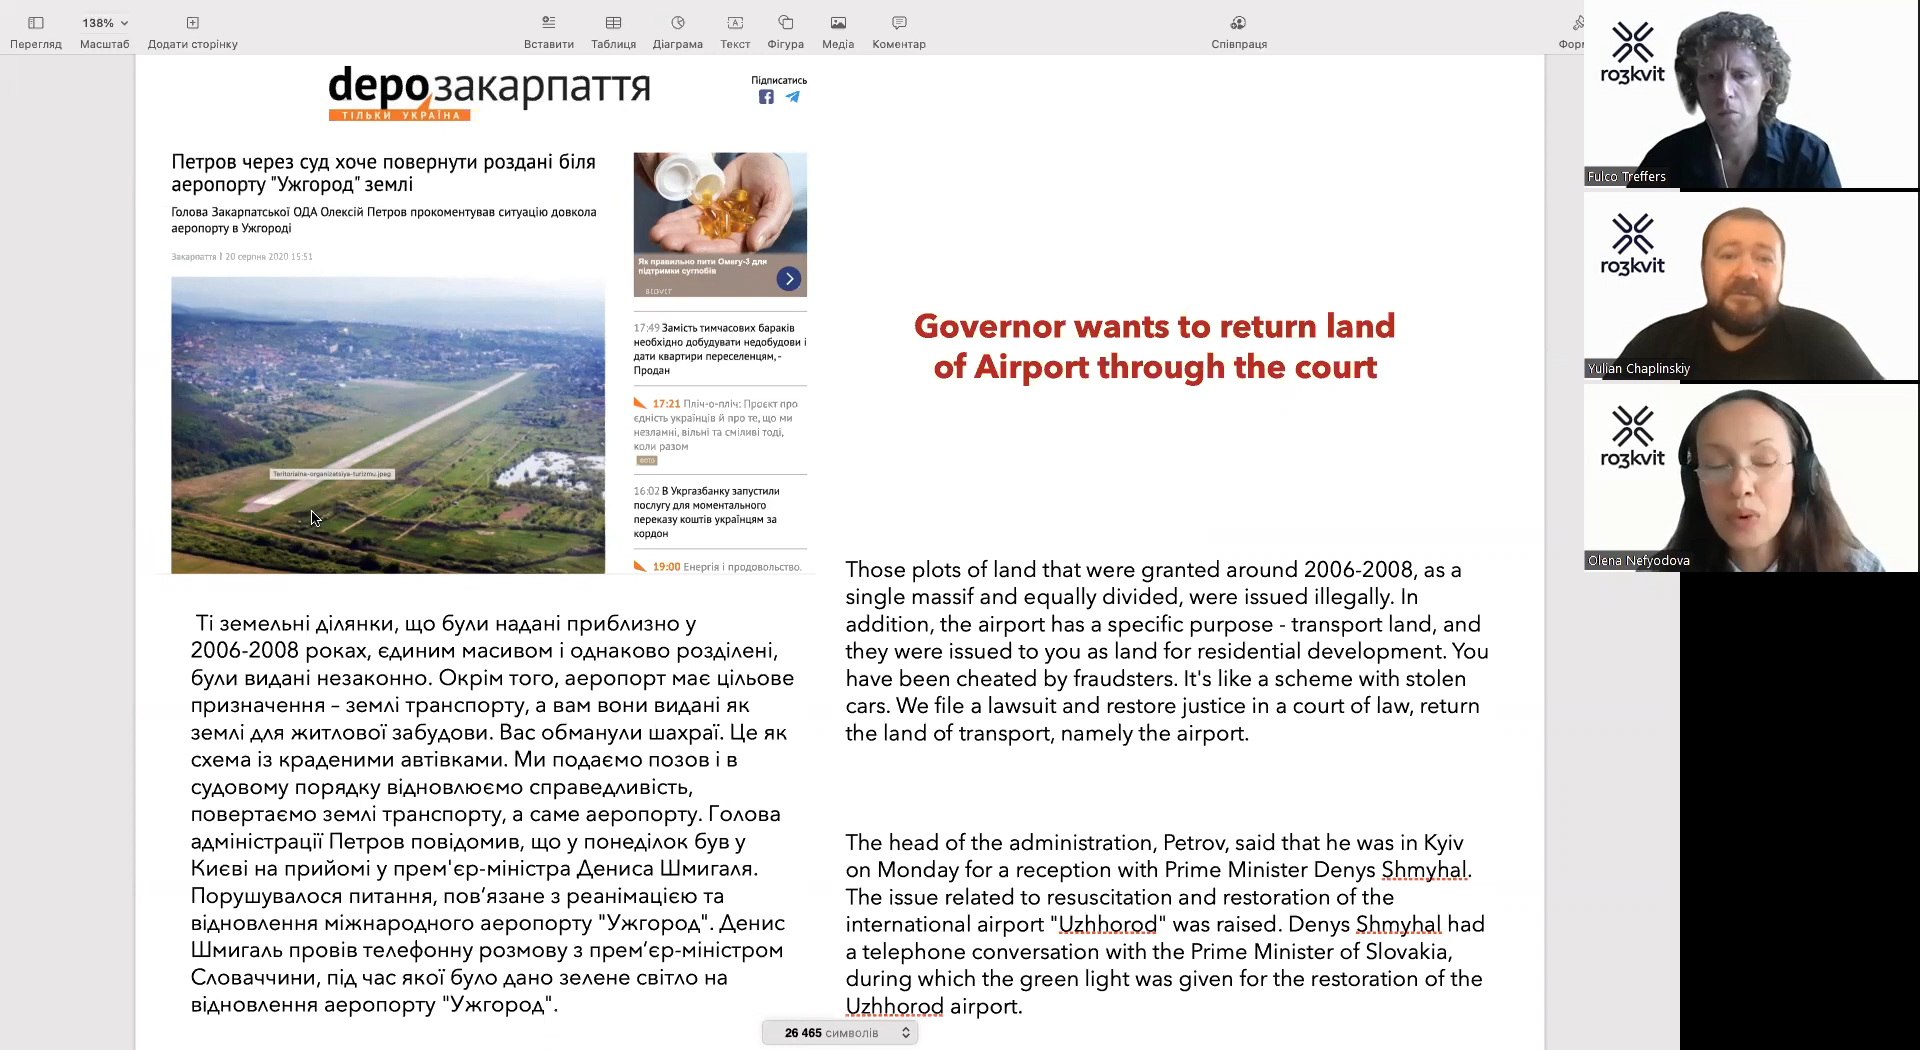 138%
Перегляд
Масштаб
Додати сторінку
Вставити
Таблиця
Діаграма
Текст
Фігура
Медіа
Коментар
Співпраця
Форм
depo.закарпаття
ТІЛЬКИ УКРАЇНА
Підписатись
Петров через суд хоче повернути роздані біля
аеропорту "Ужгород" землі
Голова Закарпатської ОДА Олексій Петров прокоментував ситуацію довкола
аеропорту в Ужгороді
Закарпаття | 20 серпня 2020 15:51
Teritorialna-organizatsiya-turizmu.jpeg
Як правильно пити Омегу-3 для
підтримки суглобів
БІОVІТ
17:49 Замість тимчасових бараків
необхідно добудувати недобудови і
дати квартири переселенцям, -
Продан
17:21 Пліч-о-пліч: Проєкт про
єдність українців й про те, що ми
незламні, вільні та сміливі тоді,
коли разом
ФОТО
16:02 В Укргазбанку запустили
послугу для моментального
переказу коштів українцям за
кордон
19:00 Енергія і продовольство.
Ті земельні ділянки, що були надані приблизно у
2006-2008 роках, єдиним масивом і однаково розділені,
були видані незаконно. Окрім того, аеропорт має цільове
призначення – землі транспорту, а вам вони видані як
землі для житлової забудови. Вас обманули шахраї. Це як
схема із краденими автівками. Ми подаємо позов і в
судовому порядку відновлюємо справедливість,
повертаємо землі транспорту, а саме аеропорту. Голова
адміністрації Петров повідомив, що у понеділок був у
Києві на прийомі у прем'єр-міністра Дениса Шмигаля.
Порушувалося питання, пов‘язане з реанімацією та
відновлення міжнародного аеропорту "Ужгород". Денис
Шмигаль провів телефонну розмову з прем’єр-міністром
Словаччини, під час якої було дано зелене світло на
відновлення аеропорту "Ужгород".
Governor wants to return land
of Airport through the court
Those plots of land that were granted around 2006-2008, as a
single massif and equally divided, were issued illegally. In
addition, the airport has a specific purpose - transport land, and
they were issued to you as land for residential development. You
have been cheated by fraudsters. It's like a scheme with stolen
cars. We file a lawsuit and restore justice in a court of law, return
the land of transport, namely the airport.
The head of the administration, Petrov, said that he was in Kyiv
on Monday for a reception with Prime Minister Denys Shmyhal.
The issue related to resuscitation and restoration of the
international airport "Uzhhorod" was raised. Denys Shmyhal had
a telephone conversation with the Prime Minister of Slovakia,
during which the green light was given for the restoration of the
Uzhhorod airport.
26 465 символів
ro3kvit
Fulco Treffers
ro3kvit
Yulian Chaplinskiy
ro3kvit
Olena Nefyodova